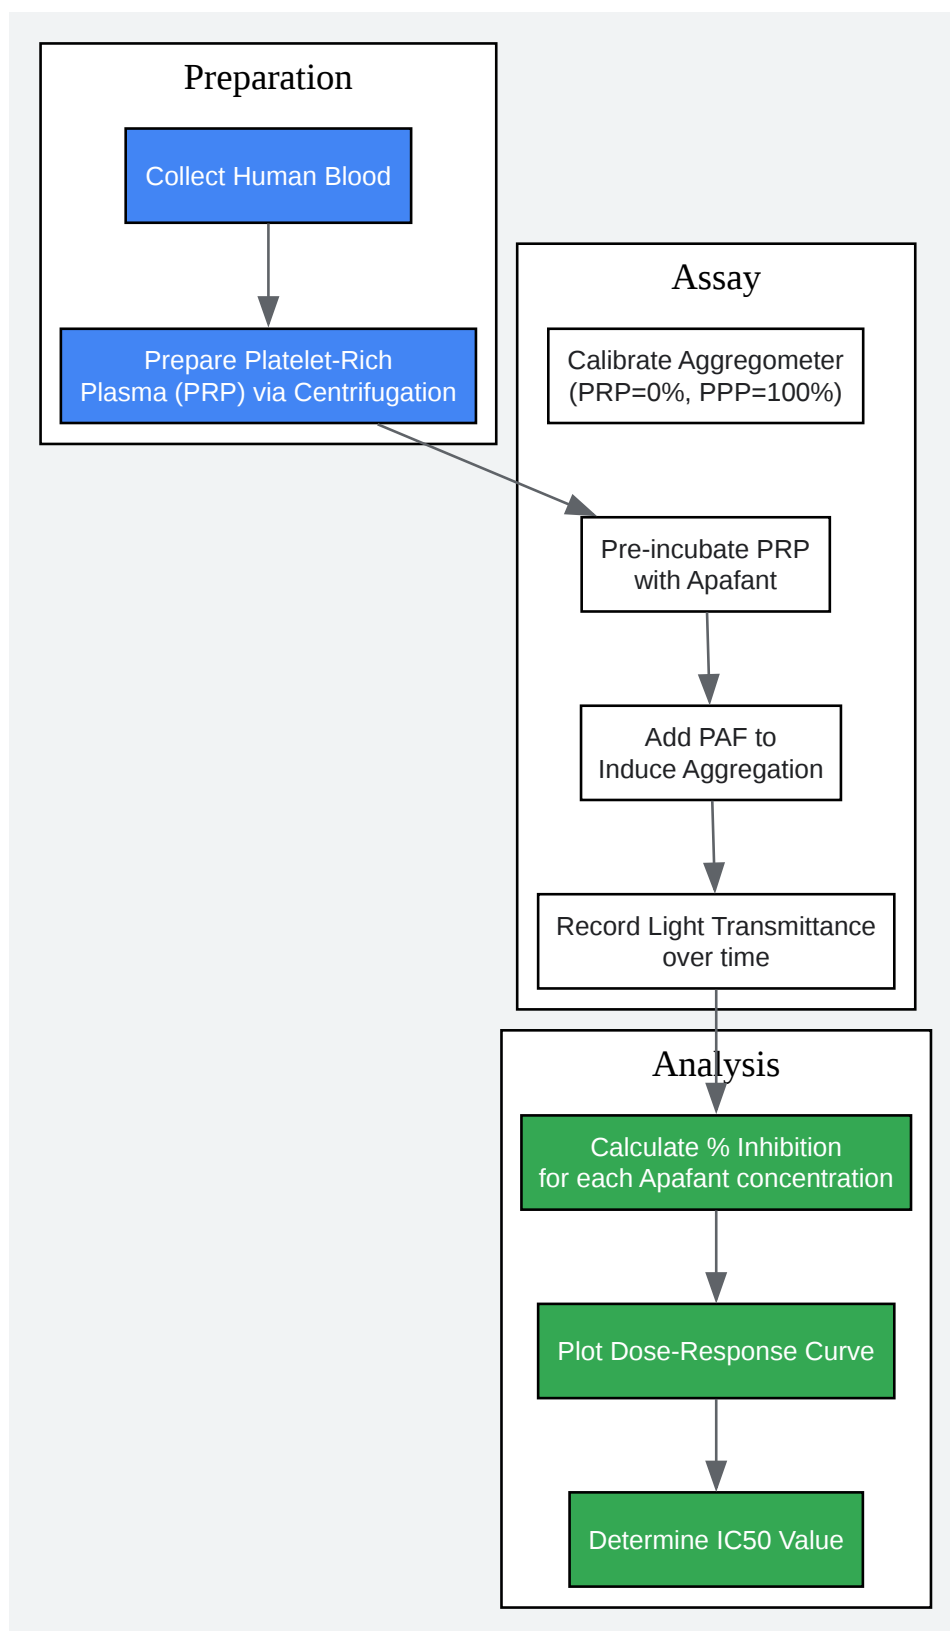 Preparation
Collect Human Blood
Prepare Platelet-Rich
Plasma (PRP) via Centrifugation
Assay
Calibrate Aggregometer
(PRP=0%, PPP=100%)
Pre-incubate PRP
with Apafant
Add PAF to
Induce Aggregation
Record Light Transmittance
over time
Analysis
Calculate % Inhibition
for each Apafant concentration
Plot Dose-Response Curve
Determine IC50 Value